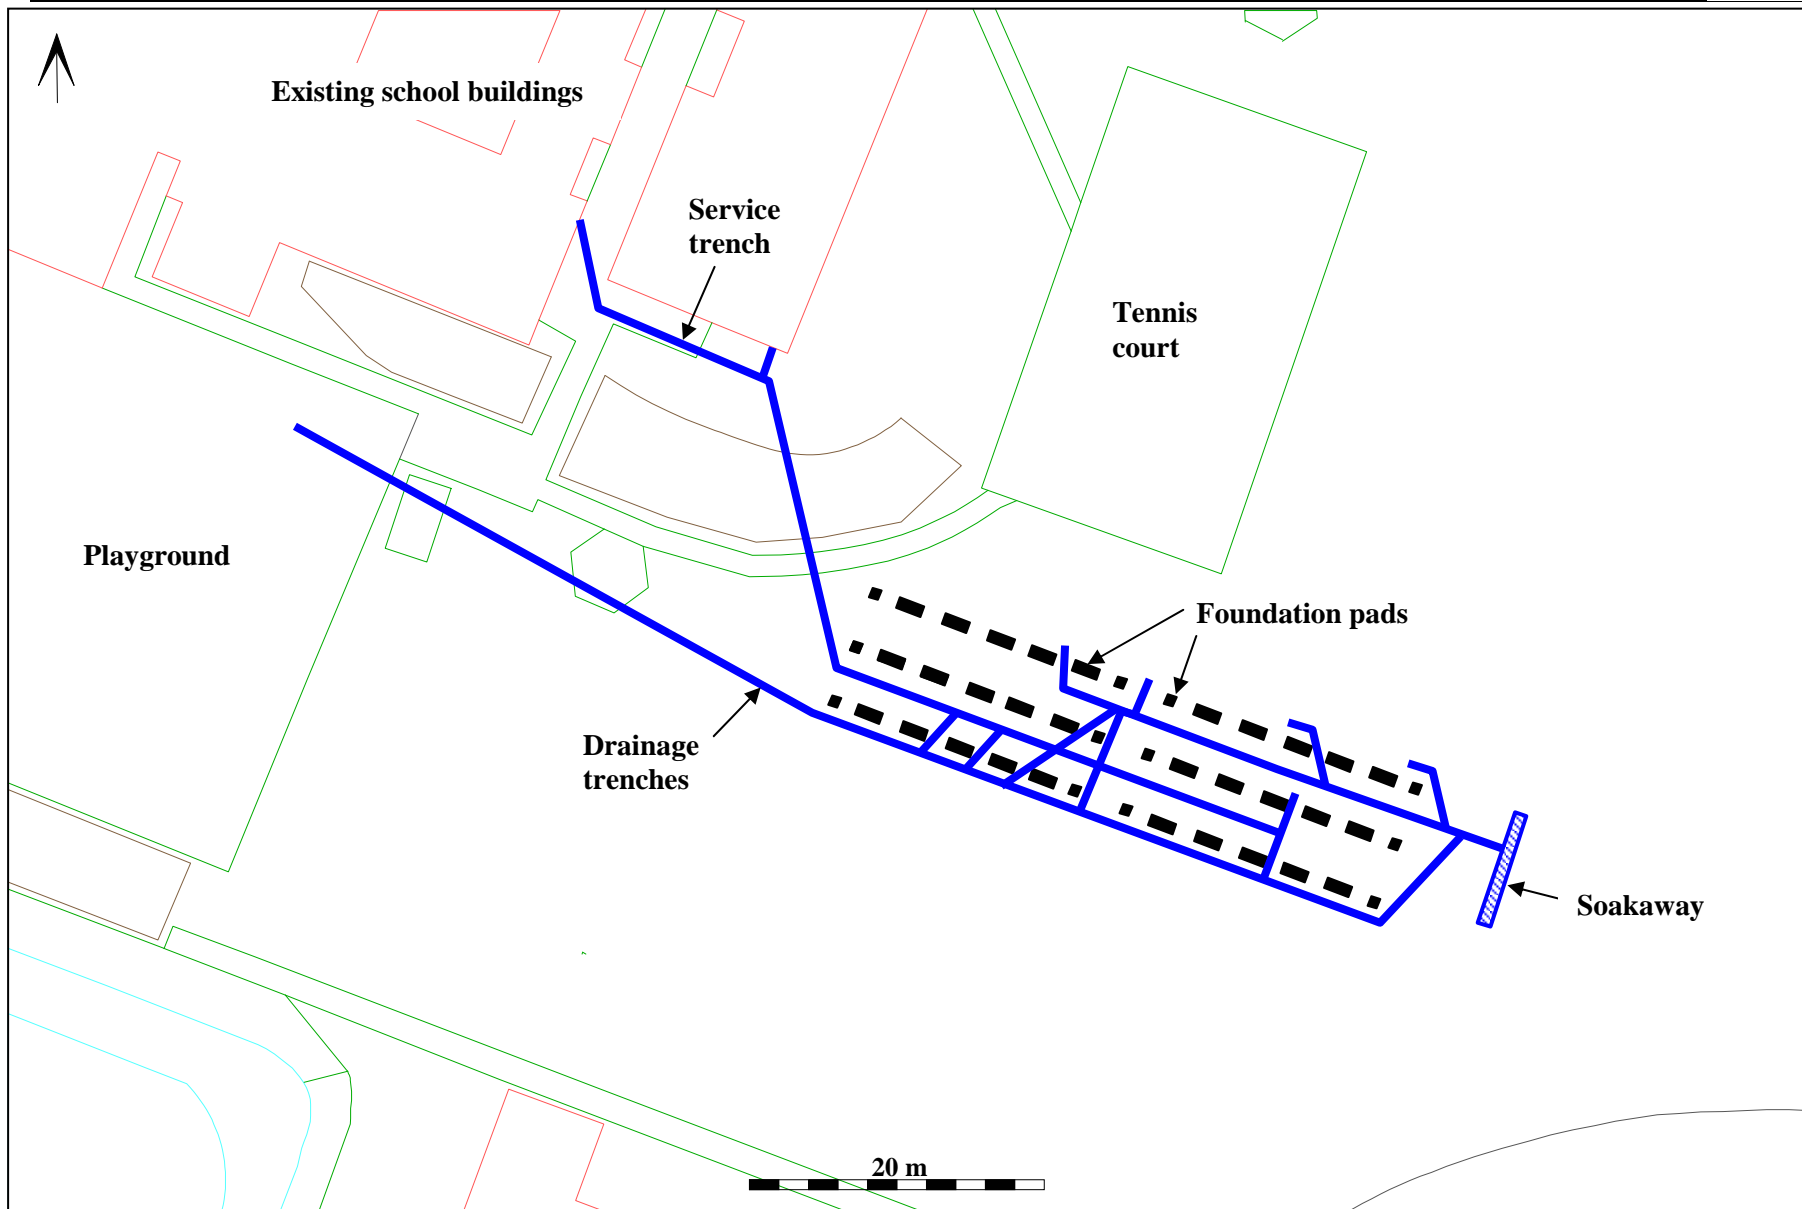 Existing school buildings
Service
trench
Tennis
court
Playground
Foundation pads
Drainage
trenches
Soakaway
20 m